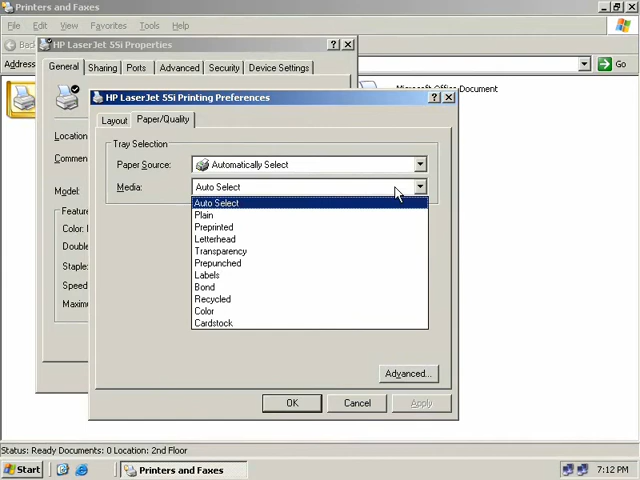 Printers and Faxes
File Edit View Favorites Tools Help
Back
Address
Go
HP LaserJet 5Si Properties
General Sharing Ports Advanced Security Device Settings
Microsoft Office Document
HP LaserJet 5Si Printing Preferences
Layout Paper/Quality
Tray Selection
Paper Source: Automatically Select
Media: Auto Select
Auto Select
Plain
Preprinted
Letterhead
Transparency
Prepunched
Labels
Bond
Recycled
Color
Cardstock
Locatio
Commen
Model:
Featur
Color:
Double
Staple:
Speed
Maximu
Advanced...
OK Cancel Apply
Status: Ready Documents: 0 Location: 2nd Floor
Start Printers and Faxes 7:12 PM